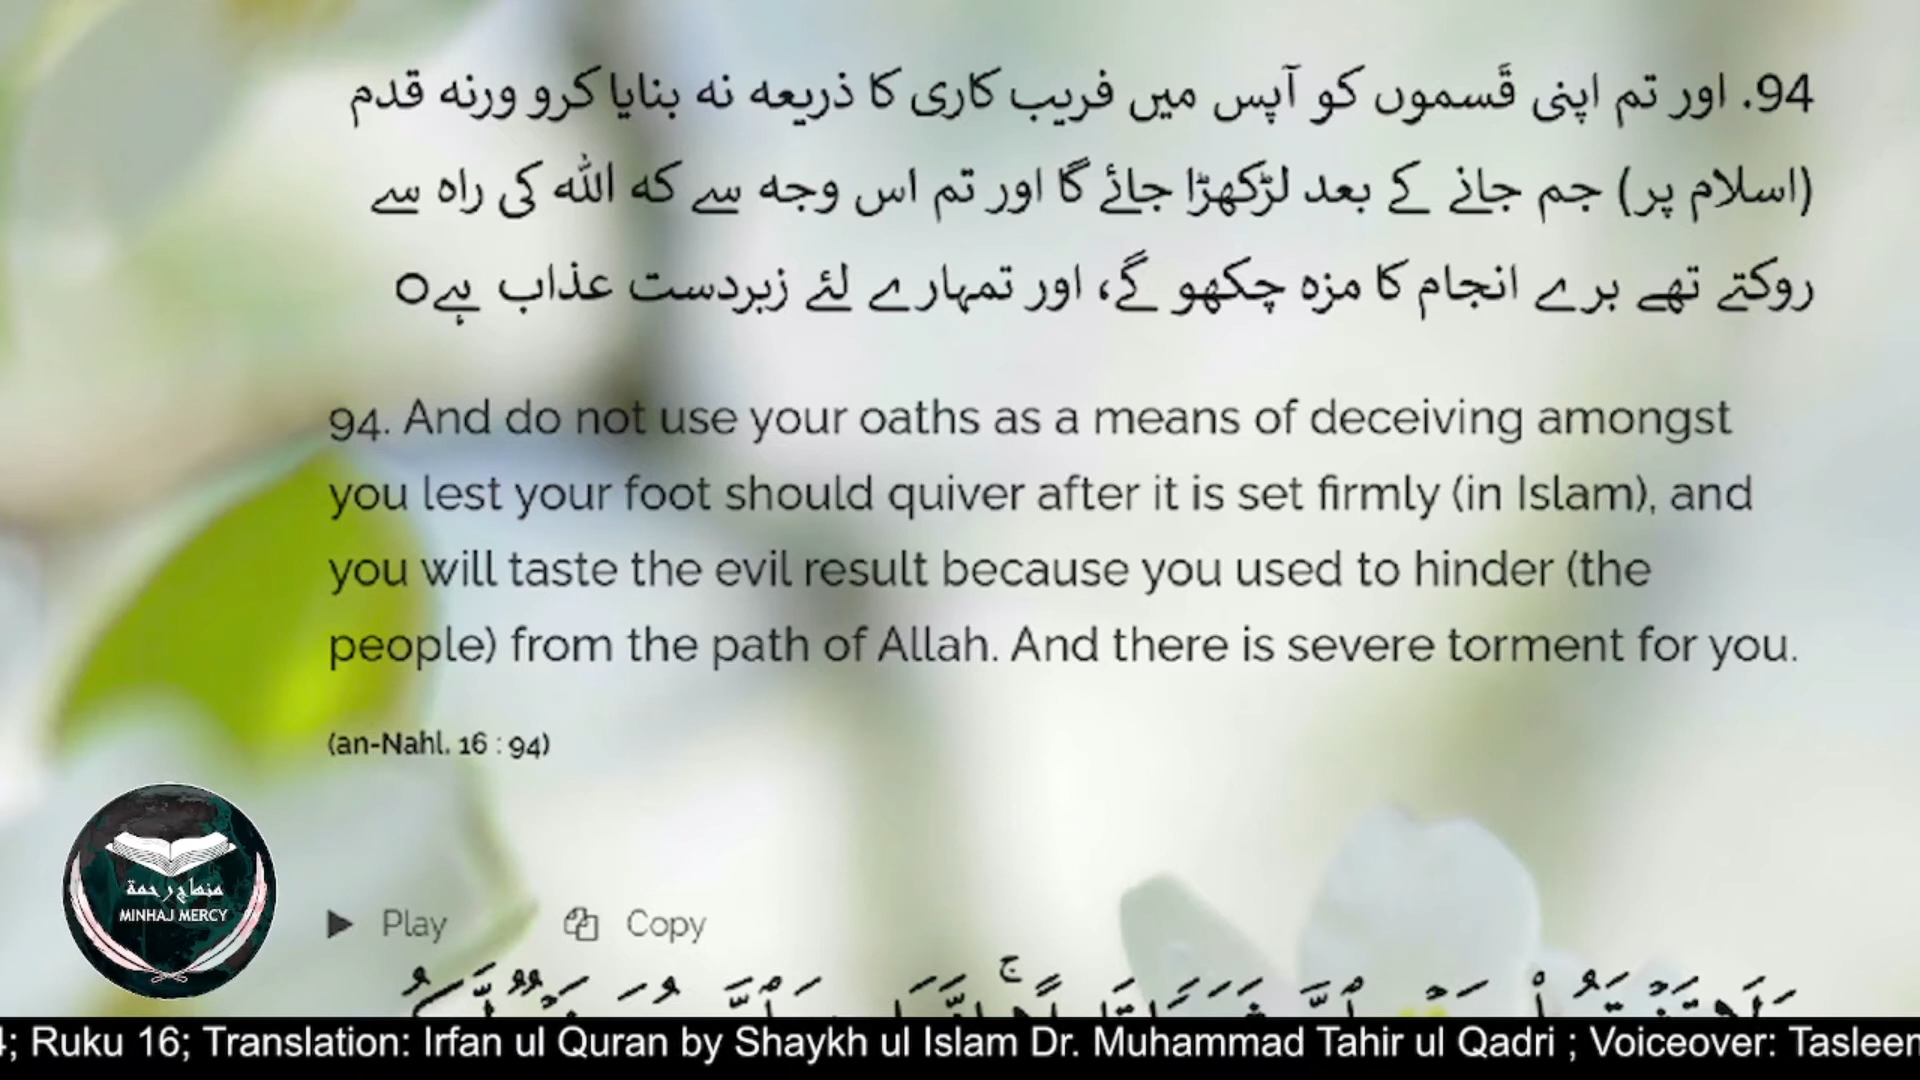 94. اور تم اپنی قَسموں کو آپس میں فریب کاری کا ذریعہ نہ بنایا کرو ورنہ قدم
(اسلام پر) جم جانے کے بعد لڑکھڑا جائے گا اور تم اس وجہ سے کہ اللہ کی راہ سے
روکتے تھے برے انجام کا مزہ چکھو گے، اور تمہارے لئے زبردست عذاب ہےo
94. And do not use your oaths as a means of deceiving amongst
you lest your foot should quiver after it is set firmly (in Islam), and
you will taste the evil result because you used to hinder (the
people) from the path of Allah. And there is severe torment for you.
(an-Nahl, 16 : 94)
منهاج رحمة
MINHAJ MERCY
Play
Copy
4; Ruku 16; Translation: Irfan ul Quran by Shaykh ul Islam Dr. Muhammad Tahir ul Qadri ; Voiceover: Tasleem